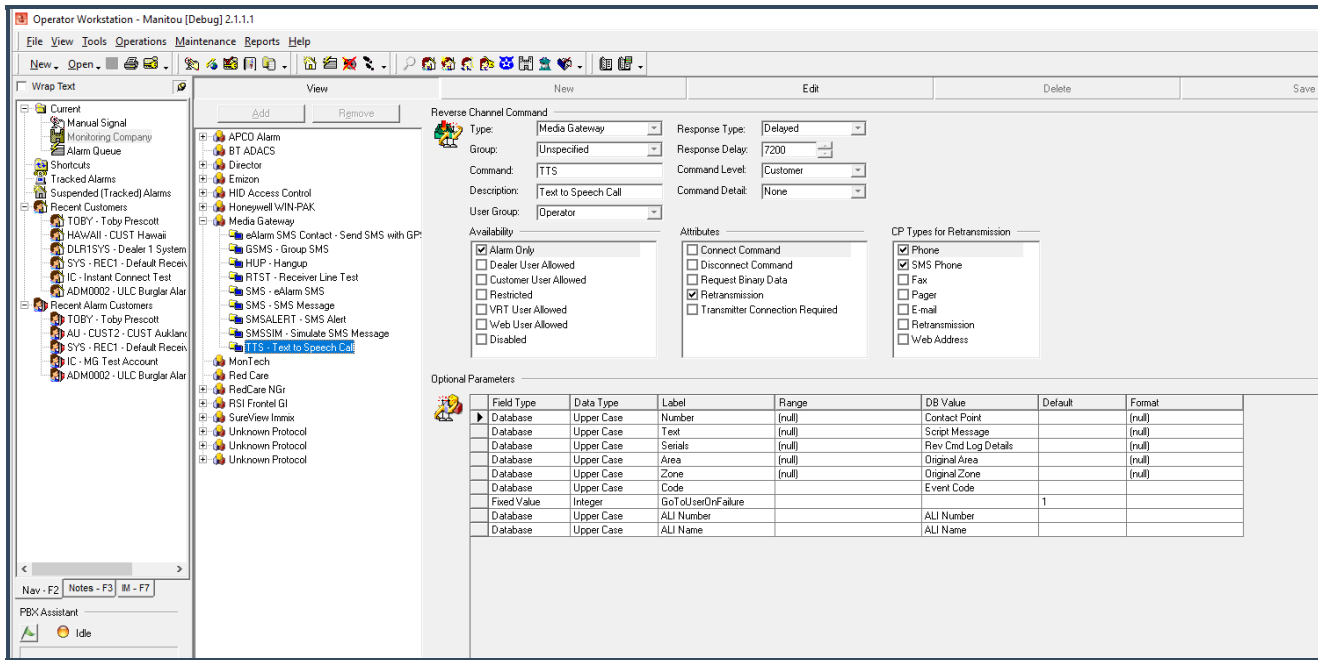 Operator Workstation - Manitou [Debug] 2.1.1.1
File View Tools Operations Maintenance Reports Help
New Open
Wrap Text
Current
Manual Signal
Monitoring Company
Alarm Queue
Shortcuts
Tracked Alarms
Suspended (Tracked) Alarms
Recent Customers
TOBY - Toby Prescott
HAWAII - CUST Hawaii
DLR1SYS - Dealer 1 System
SYS - REC1 - Default Receiv
IC - Instant Connect Test
ADM0002 - ULC Burglar Alar
Recent Alarm Customers
TOBY - Toby Prescott
AU - CUST2 - CUST Auklanc
SYS - REC1 - Default Receiv
IC - MG Test Account
ADM0002 - ULC Burglar Alar
Nav - F2 Notes - F3 IM - F7
PBX Assistant
Idle
View New Edit Delete Save
Add Remove
APCO Alarm
BT ADACS
Director
Emizon
HID Access Control
Honeywell WIN-PAK
Media Gateway
eAlarm SMS Contact - Send SMS with GP
GSMS - Group SMS
HUP - Hangup
RTST - Receiver Line Test
SMS - eAlarm SMS
SMS - SMS Message
SMSALERT - SMS Alert
SMSSIM - Simulate SMS Message
TTS - Text to Speech Call
MonTech
Red Care
RedCare NGr
RSI Frontel GI
SureView Immix
Unknown Protocol
Unknown Protocol
Unknown Protocol
Reverse Channel Command
Type: Media Gateway Response Type: Delayed
Group: Unspecified Response Delay: 7200
Command: TTS Command Level: Customer
Description: Text to Speech Call Command Detail: None
User Group: Operator
Availability
Alarm Only
Dealer User Allowed
Customer User Allowed
Restricted
VRT User Allowed
Web User Allowed
Disabled
Attributes
Connect Command
Disconnect Command
Request Binary Data
Retransmission
Transmitter Connection Required
CP Types for Retransmission
Phone
SMS Phone
Fax
Pager
E-mail
Retransmission
Web Address
Optional Parameters
Field Type Data Type Label Range DB Value Default Format
Database Upper Case Number (null) Contact Point (null)
Database Upper Case Text (null) Script Message (null)
Database Upper Case Serials (null) Rev Cmd Log Details (null)
Database Upper Case Area (null) Original Area (null)
Database Upper Case Zone (null) Original Zone (null)
Database Upper Case Code Event Code
Fixed Value Integer GoToUserOnFailure 1
Database Upper Case ALI Number ALI Number
Database Upper Case ALI Name ALI Name